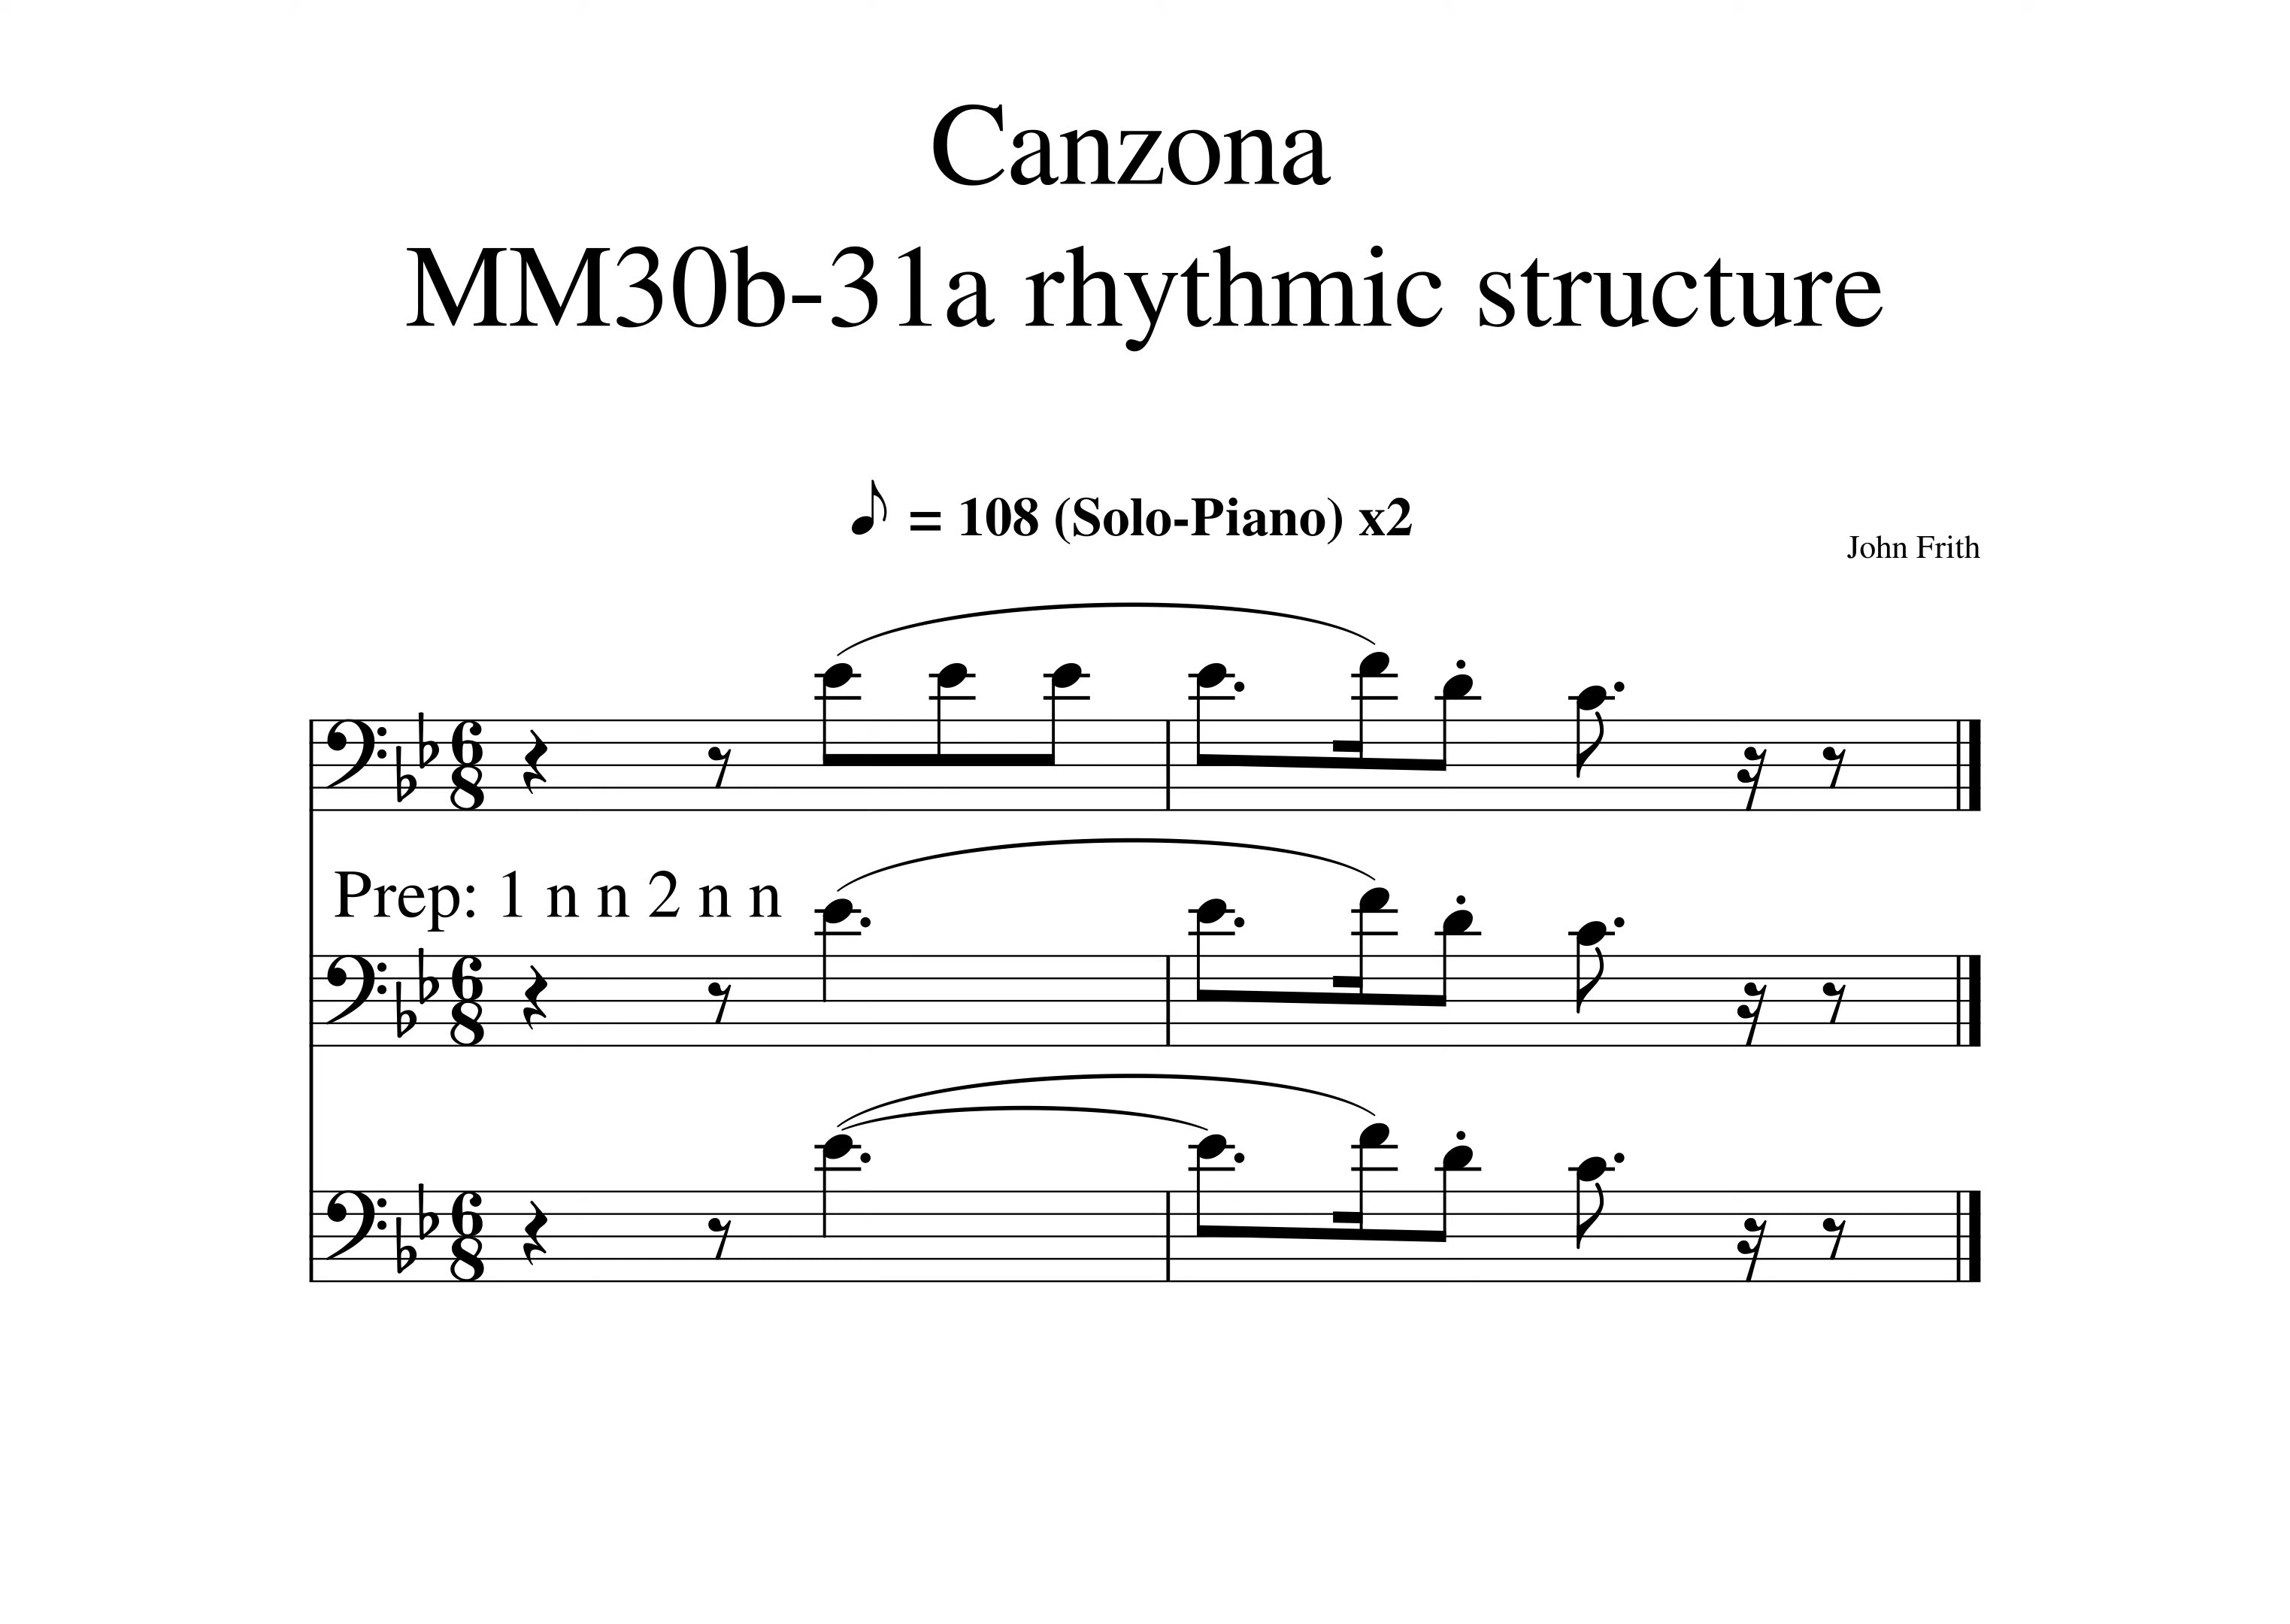 Canzona
MM30b-31a rhythmic structure
♪ = 108 (Solo-Piano) x2
John Frith
Prep: 1 n n 2 n n